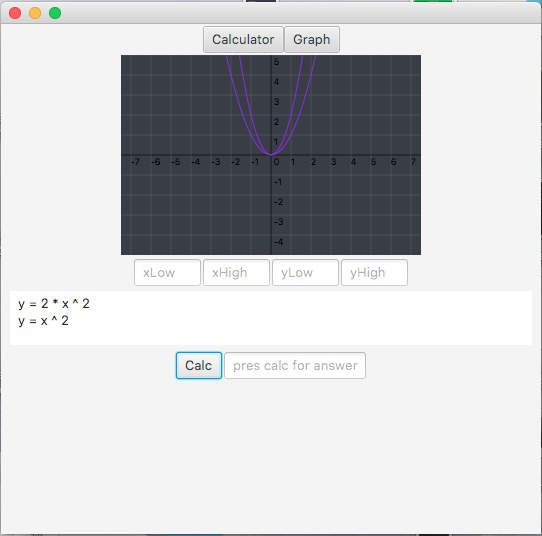 Calculator Graph
5
4
3
2
1
-7 -6 -5 -4 -3 -2 -1 0 1 2 3 4 5 6 7
-1
-2
-3
-4
xLow xHigh yLow yHigh
y = 2 * x ^ 2
y = x ^ 2
Calc pres calc for answer